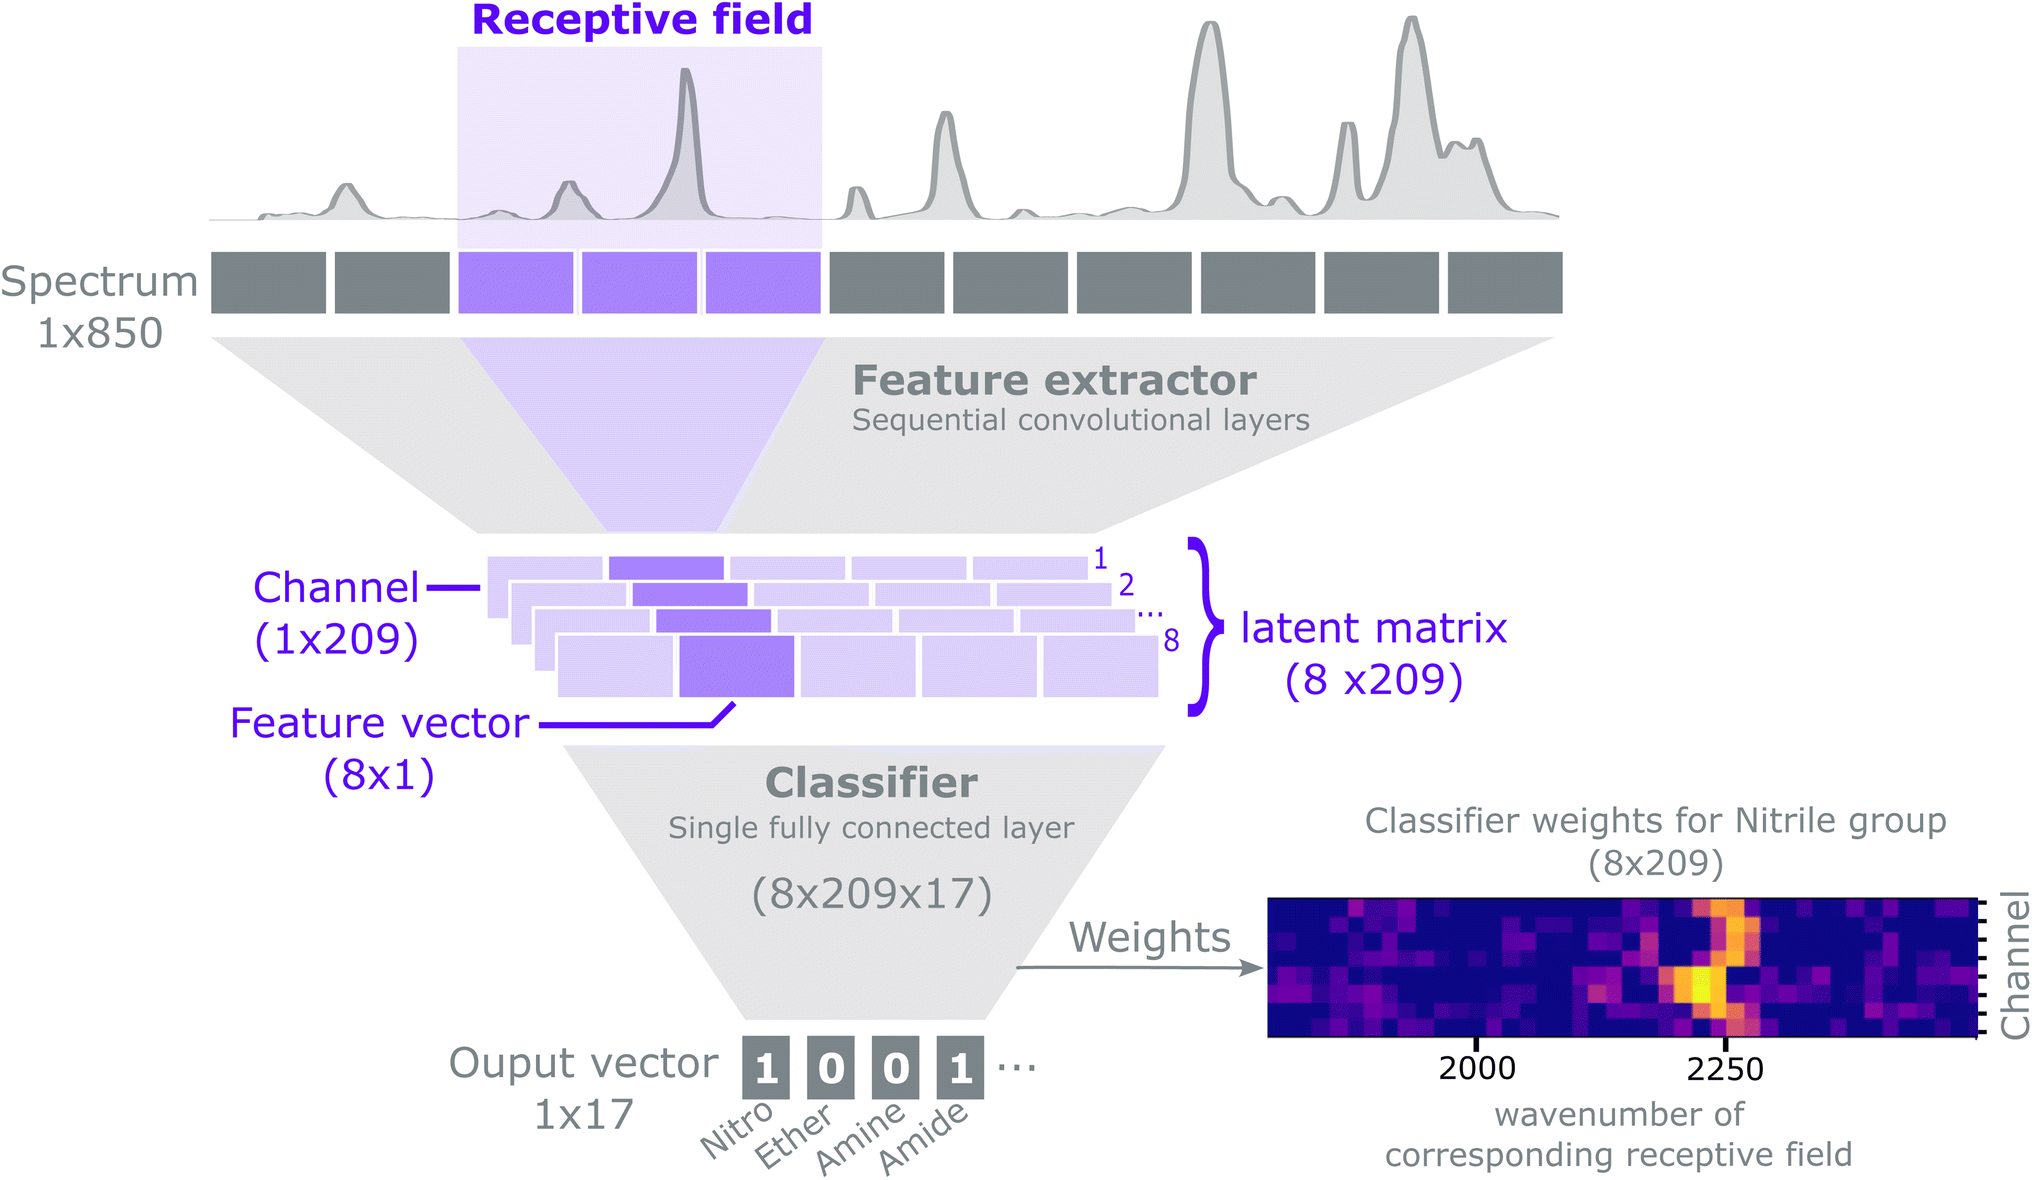 Receptive field
Spectrum
1x850
Feature extractor
Sequential convolutional layers
Channel
(1x209)
1
2
...
8
latent matrix
(8 x209)
Feature vector
(8x1)
Classifier
Single fully connected layer
(8x209x17)
Weights
Classifier weights for Nitrile group
(8x209)
Channel
2000 2250
wavenumber of
corresponding receptive field
Ouput vector
1x17
1 0 0 1 ...
Nitro Ether Amine Amide